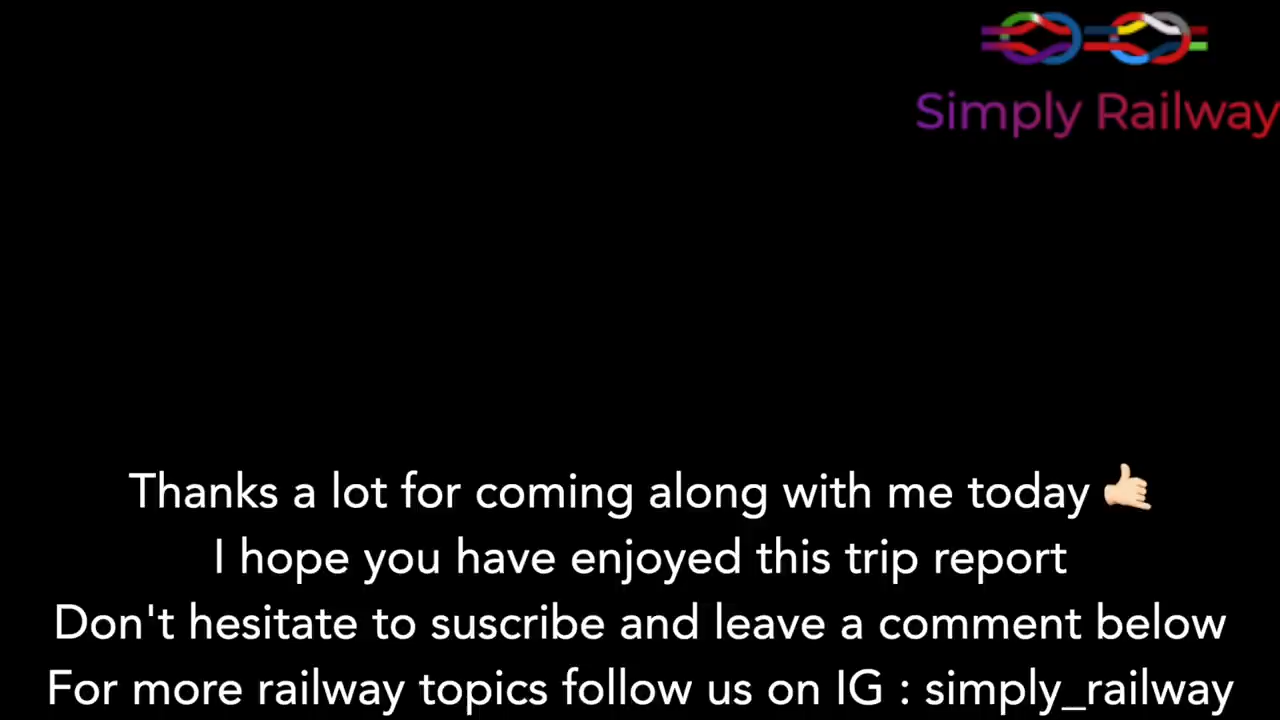 Simply Railway
Thanks a lot for coming along with me today 🤙🏻
I hope you have enjoyed this trip report
Don't hesitate to suscribe and leave a comment below
For more railway topics follow us on IG : simply_railway